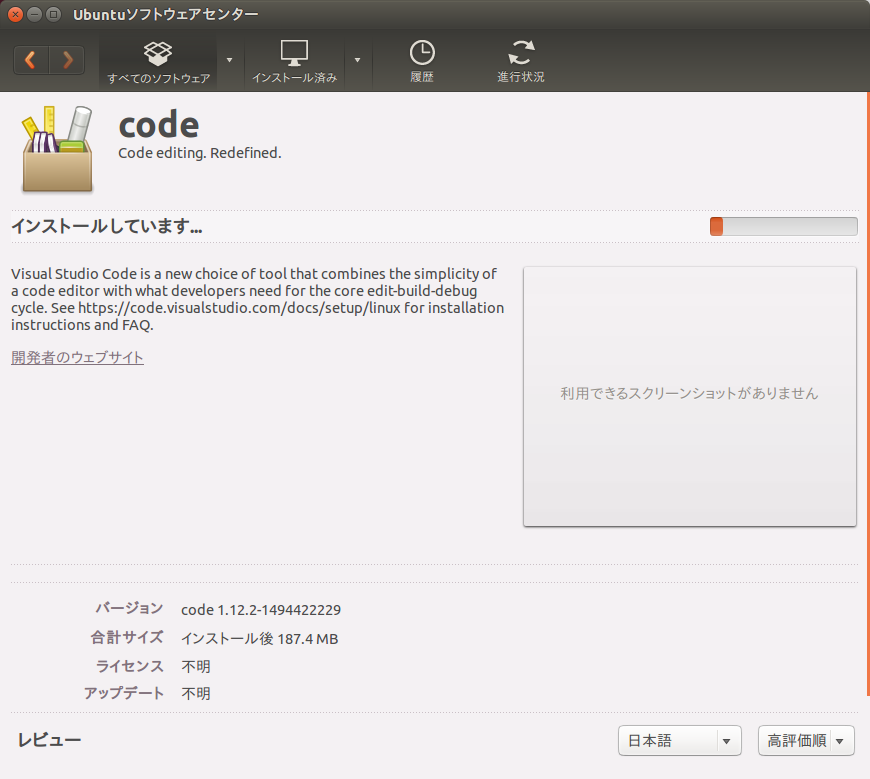 Ubuntuソフトウェアセンター
すべてのソフトウェア
インストール済み
履歴
進行状況
code
Code editing. Redefined.
インストールしています...
Visual Studio Code is a new choice of tool that combines the simplicity of
a code editor with what developers need for the core edit-build-debug
cycle. See https://code.visualstudio.com/docs/setup/linux for installation
instructions and FAQ.
開発者のウェブサイト
利用できるスクリーンショットがありません
バージョン code 1.12.2-1494422229
合計サイズ インストール後 187.4 MB
ライセンス 不明
アップデート 不明
レビュー 日本語 高評価順